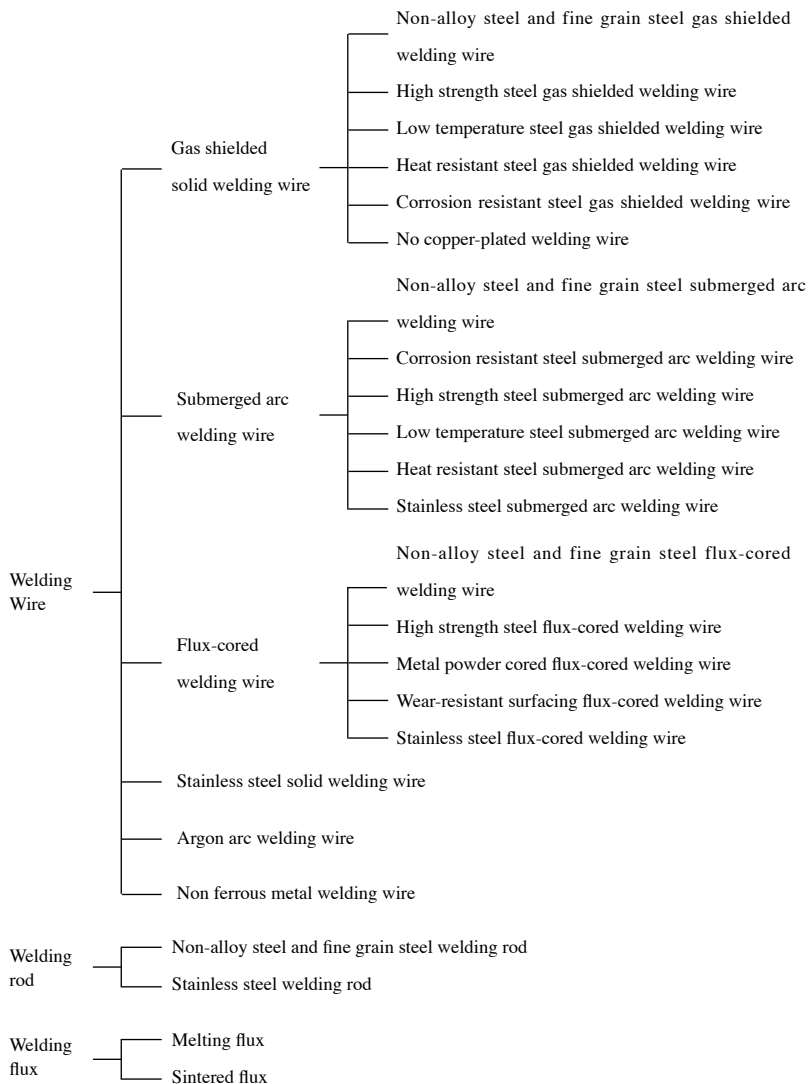 Welding
Wire
Gas shielded
solid welding wire
Non-alloy steel and fine grain steel gas shielded
welding wire
High strength steel gas shielded welding wire
Low temperature steel gas shielded welding wire
Heat resistant steel gas shielded welding wire
Corrosion resistant steel gas shielded welding wire
No copper-plated welding wire
Submerged arc
welding wire
Non-alloy steel and fine grain steel submerged arc
welding wire
Corrosion resistant steel submerged arc welding wire
High strength steel submerged arc welding wire
Low temperature steel submerged arc welding wire
Heat resistant steel submerged arc welding wire
Stainless steel submerged arc welding wire
Flux-cored
welding wire
Non-alloy steel and fine grain steel flux-cored
welding wire
High strength steel flux-cored welding wire
Metal powder cored flux-cored welding wire
Wear-resistant surfacing flux-cored welding wire
Stainless steel flux-cored welding wire
Stainless steel solid welding wire
Argon arc welding wire
Non ferrous metal welding wire
Welding
rod
Non-alloy steel and fine grain steel welding rod
Stainless steel welding rod
Welding
flux
Melting flux
Sintered flux